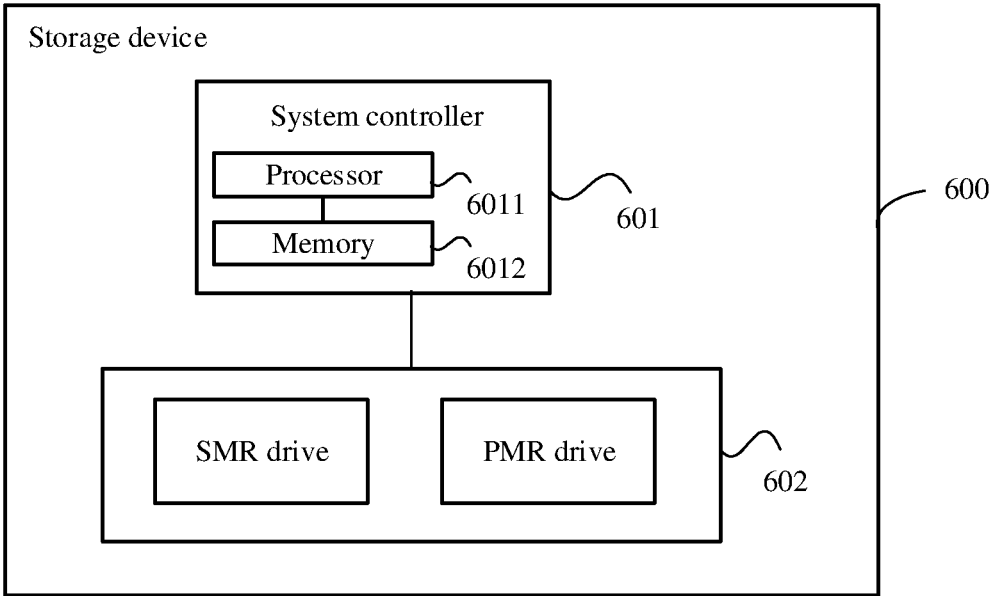 Storage device
System controller
Processor
6011
Memory
6012
601
600
SMR drive
PMR drive
602